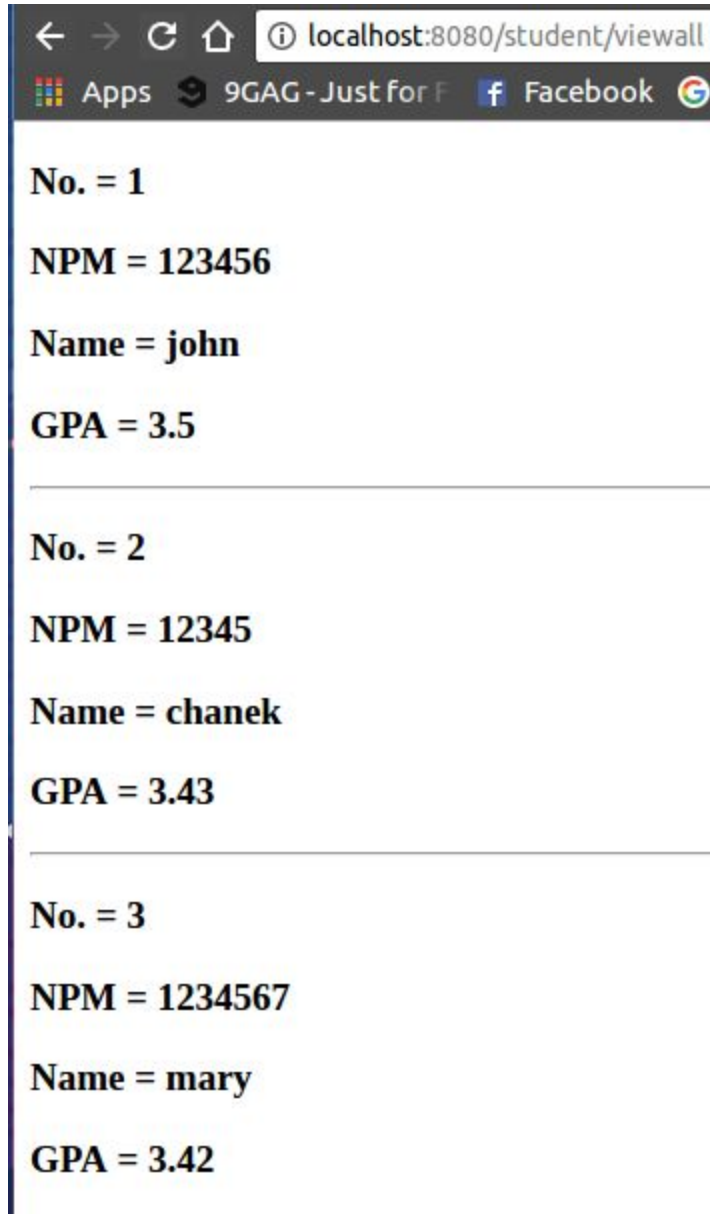 localhost:8080/student/viewall
Apps 9GAG - Just for Facebook
No. = 1
NPM = 123456
Name = john
GPA = 3.5
No. = 2
NPM = 12345
Name = chanek
GPA = 3.43
No. = 3
NPM = 1234567
Name = mary
GPA = 3.42